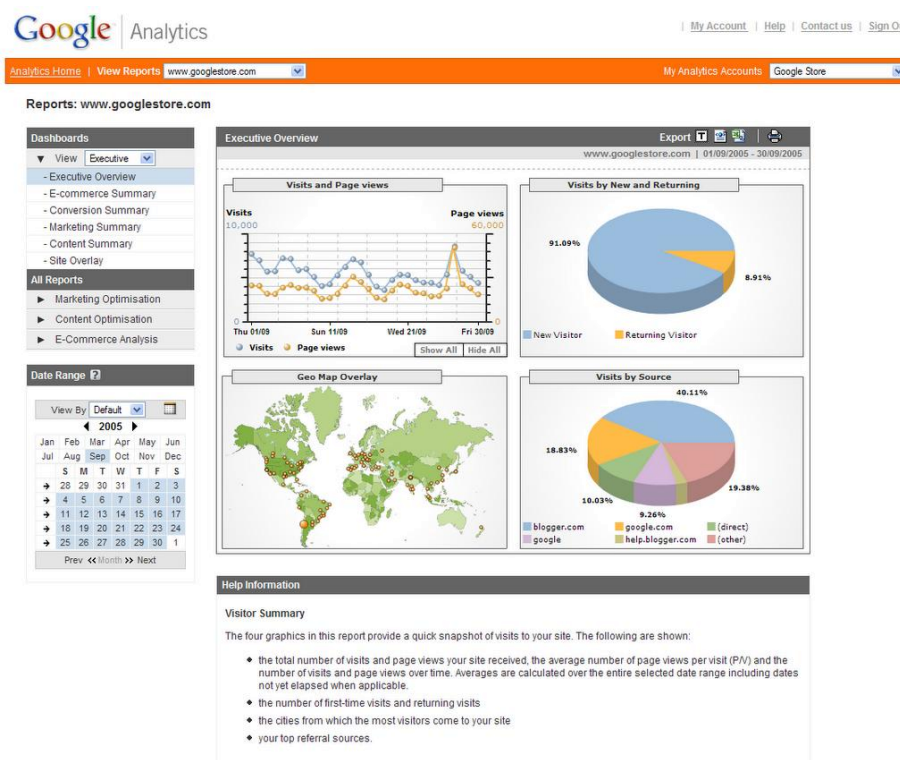 Google Analytics
| My Account | Help | Contact us | Sign O
Analytics Home | View Reports www.googlestore.com
My Analytics Accounts Google Store
Reports: www.googlestore.com
Dashboards
▼ View Executive
- Executive Overview
- E-commerce Summary
- Conversion Summary
- Marketing Summary
- Content Summary
- Site Overlay
All Reports
► Marketing Optimisation
► Content Optimisation
► E-Commerce Analysis
Date Range ?
View By Default
2005
Jan Feb Mar Apr May Jun
Jul Aug Sep Oct Nov Dec
S M T W T F S
28 29 30 31 1 2 3
4 5 6 7 8 9 10
11 12 13 14 15 16 17
18 19 20 21 22 23 24
25 26 27 28 29 30 1
Prev << Month >> Next
Executive Overview
Export T
www.googlestore.com | 01/09/2005 - 30/09/2005
Visits and Page views
Visits
Page views
10,000
60,000
0
0
Thu 01/09 Sun 11/09 Wed 21/09 Fri 30/09
Visits Page views
Show All Hide All
Visits by New and Returning
91.09%
8.91%
New Visitor Returning Visitor
Geo Map Overlay
Visits by Source
40.11%
18.83%
19.38%
10.03%
9.26%
blogger.com google.com (direct)
google help.blogger.com (other)
Help Information
Visitor Summary
The four graphics in this report provide a quick snapshot of visits to your site. The following are shown:
the total number of visits and page views your site received, the average number of page views per visit (P/V) and the
number of visits and page views over time. Averages are calculated over the entire selected date range including dates
not yet elapsed when applicable.
the number of first-time visits and returning visits
the cities from which the most visitors come to your site
your top referral sources.